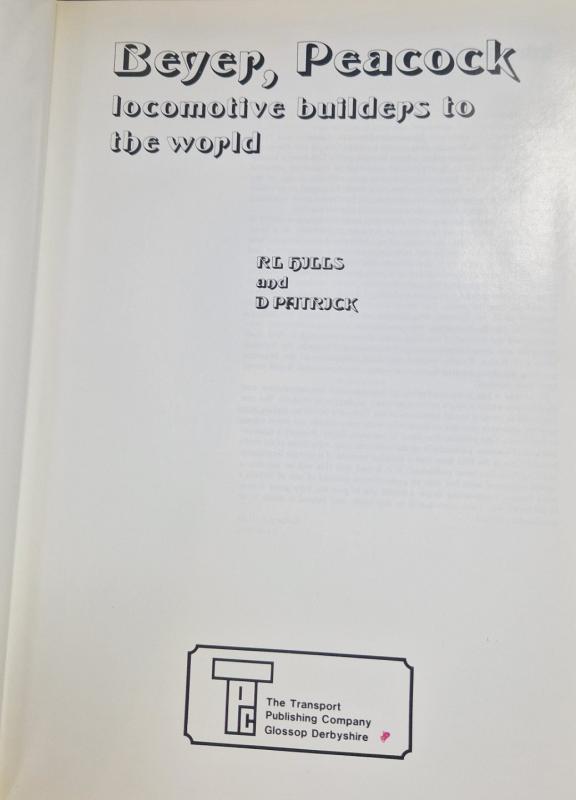 Beyer, Peacock
locomotive builders to
the world
RL HILLS
and
D PATRICK
TPC
The Transport
Publishing Company
Glossop Derbyshire